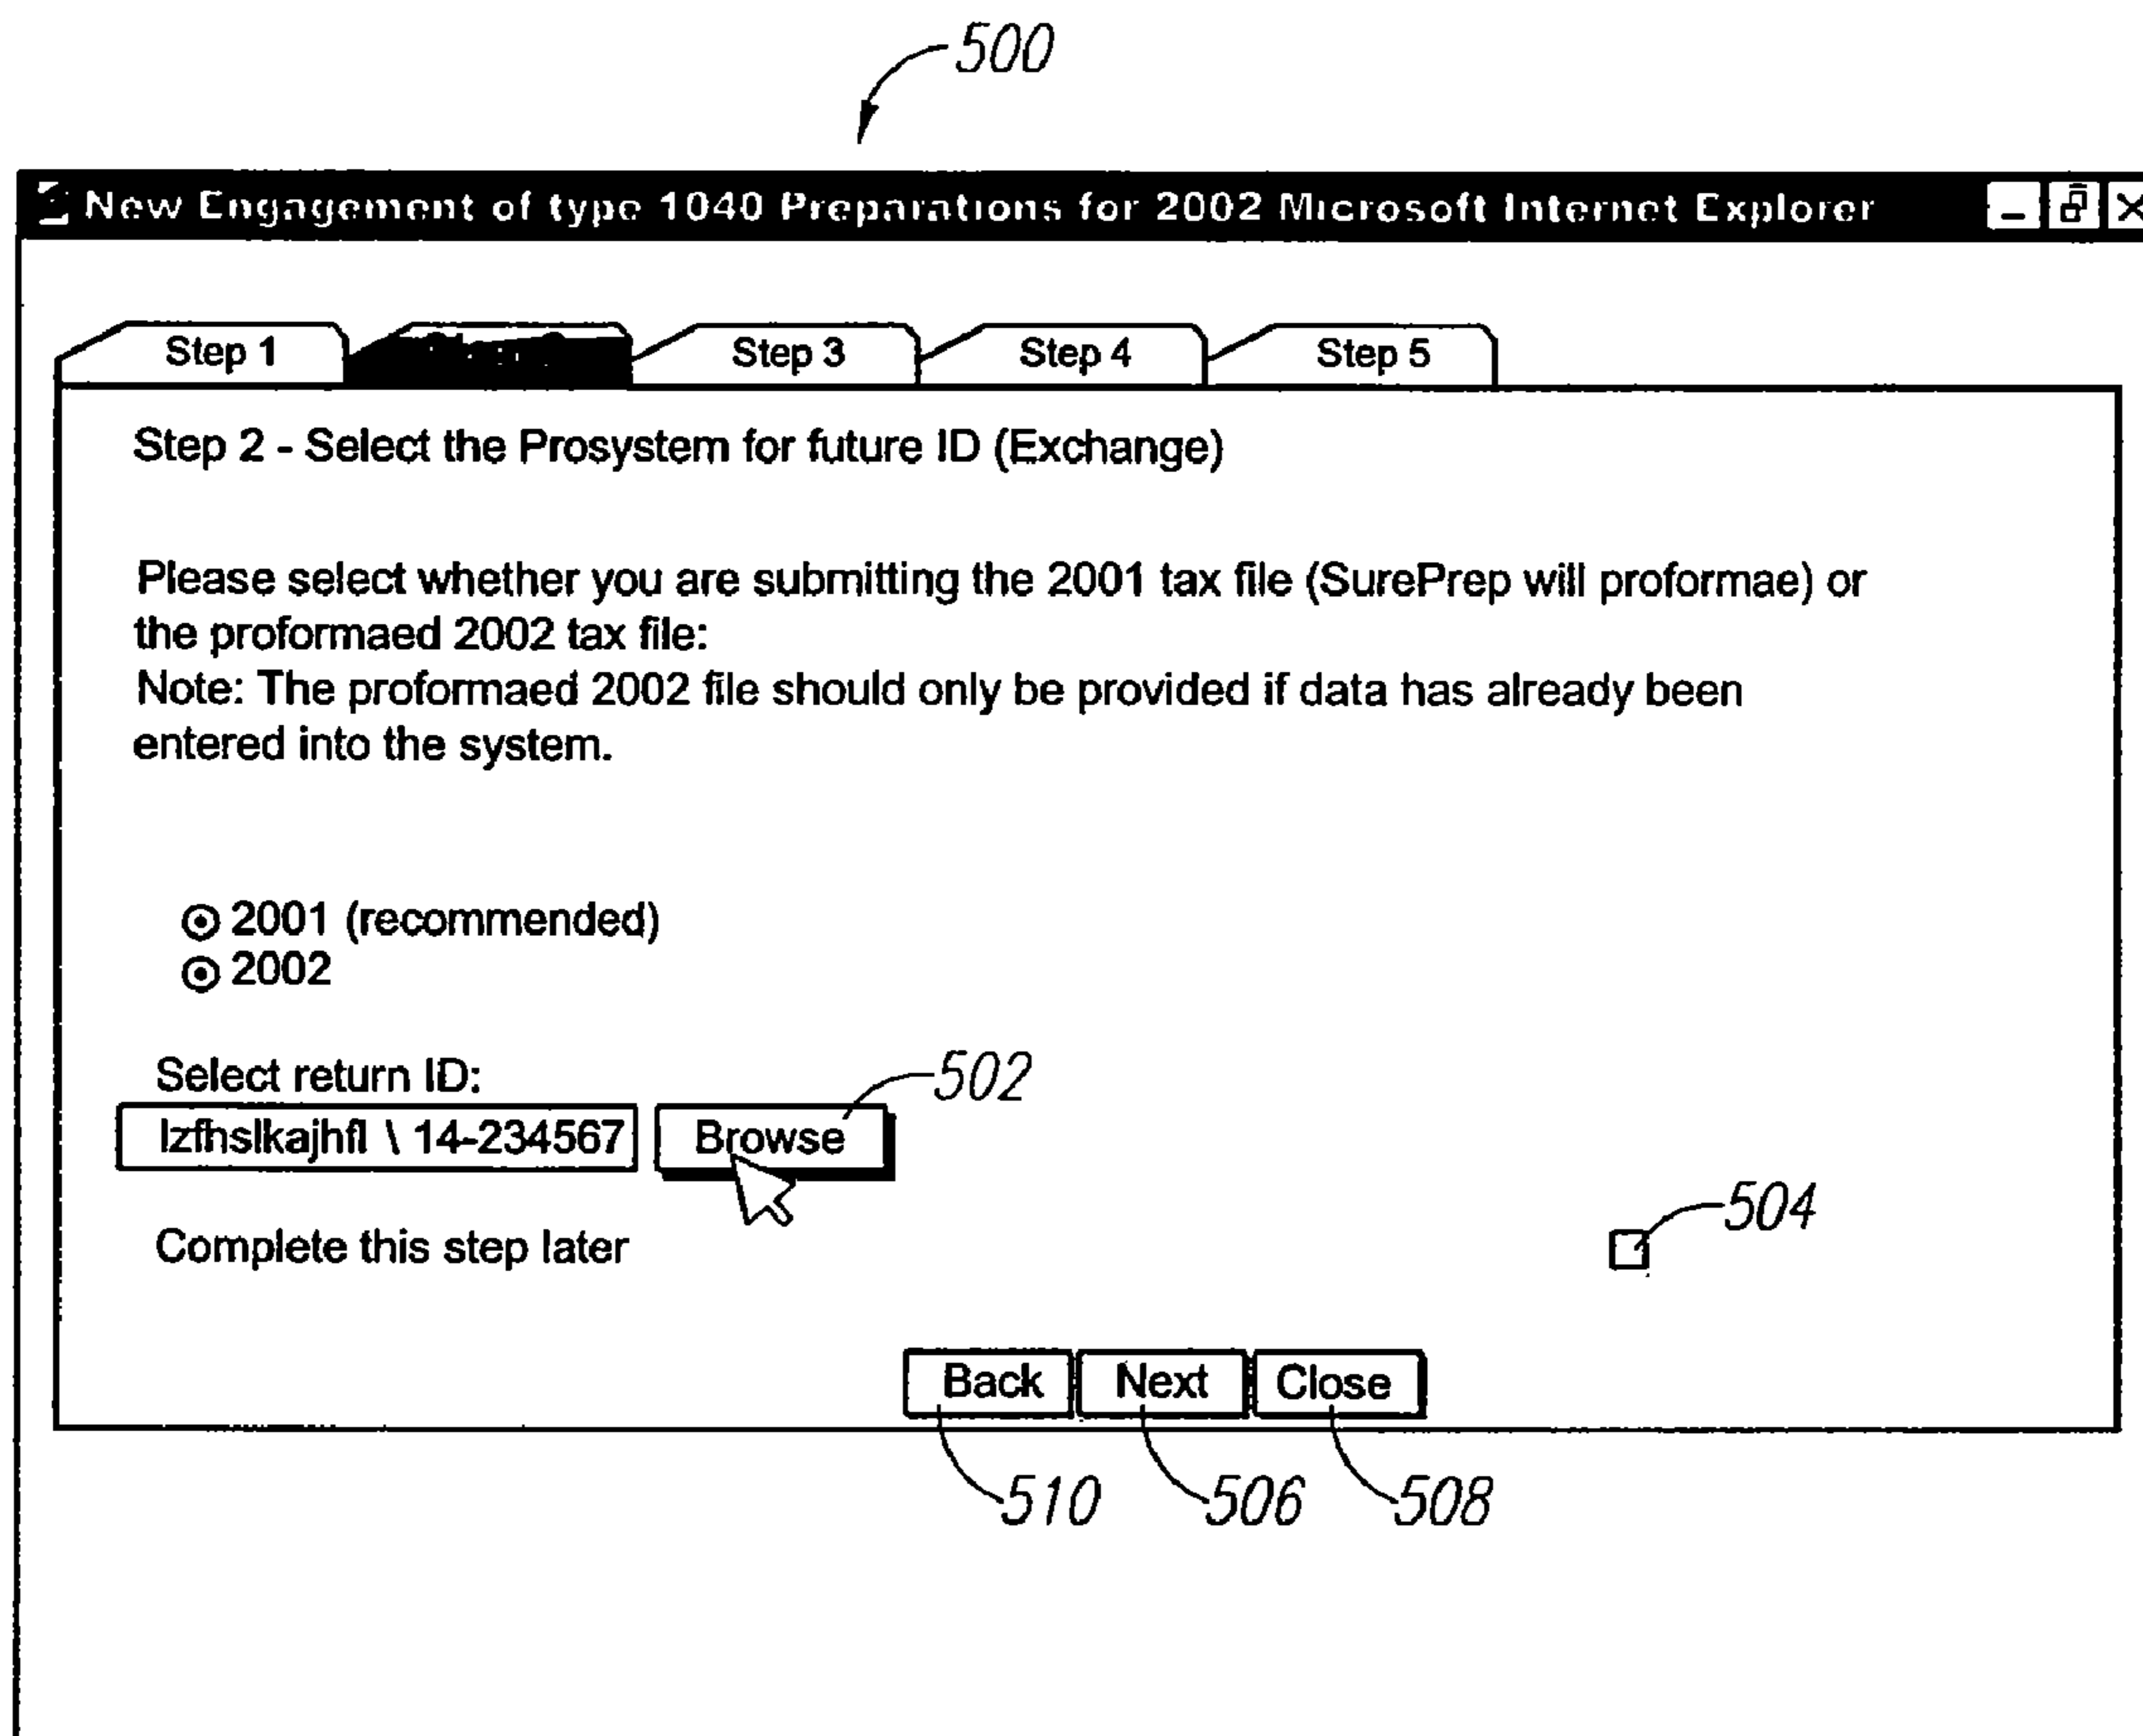 500
New Engagement of type 1040 Preparations for 2002 Microsoft Internet Explorer
Step 1
Step 3
Step 4
Step 5
Step 2 - Select the Prosystem for future ID (Exchange)
Please select whether you are submitting the 2001 tax file (SurePrep will proformae) or
the proformaed 2002 tax file:
Note: The proformaed 2002 file should only be provided if data has already been
entered into the system.
2001 (recommended)
2002
Select return ID:
502
lzfhslkajhfl \ 14-234567
Browse
504
Complete this step later
Back Next Close
510 506 508